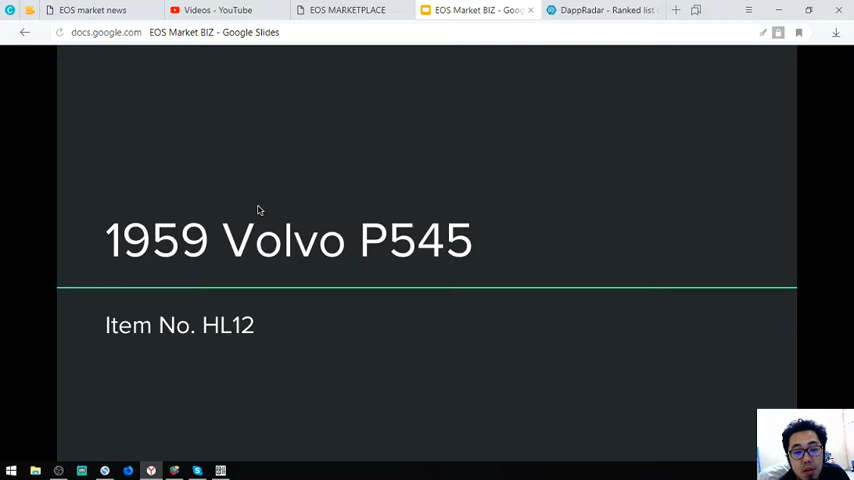 EOS market news
Videos - YouTube
EOS MARKETPLACE
EOS Market BIZ - Goog
DappRadar - Ranked list
docs.google.com EOS Market BIZ - Google Slides
1959 Volvo P545
Item No. HL12